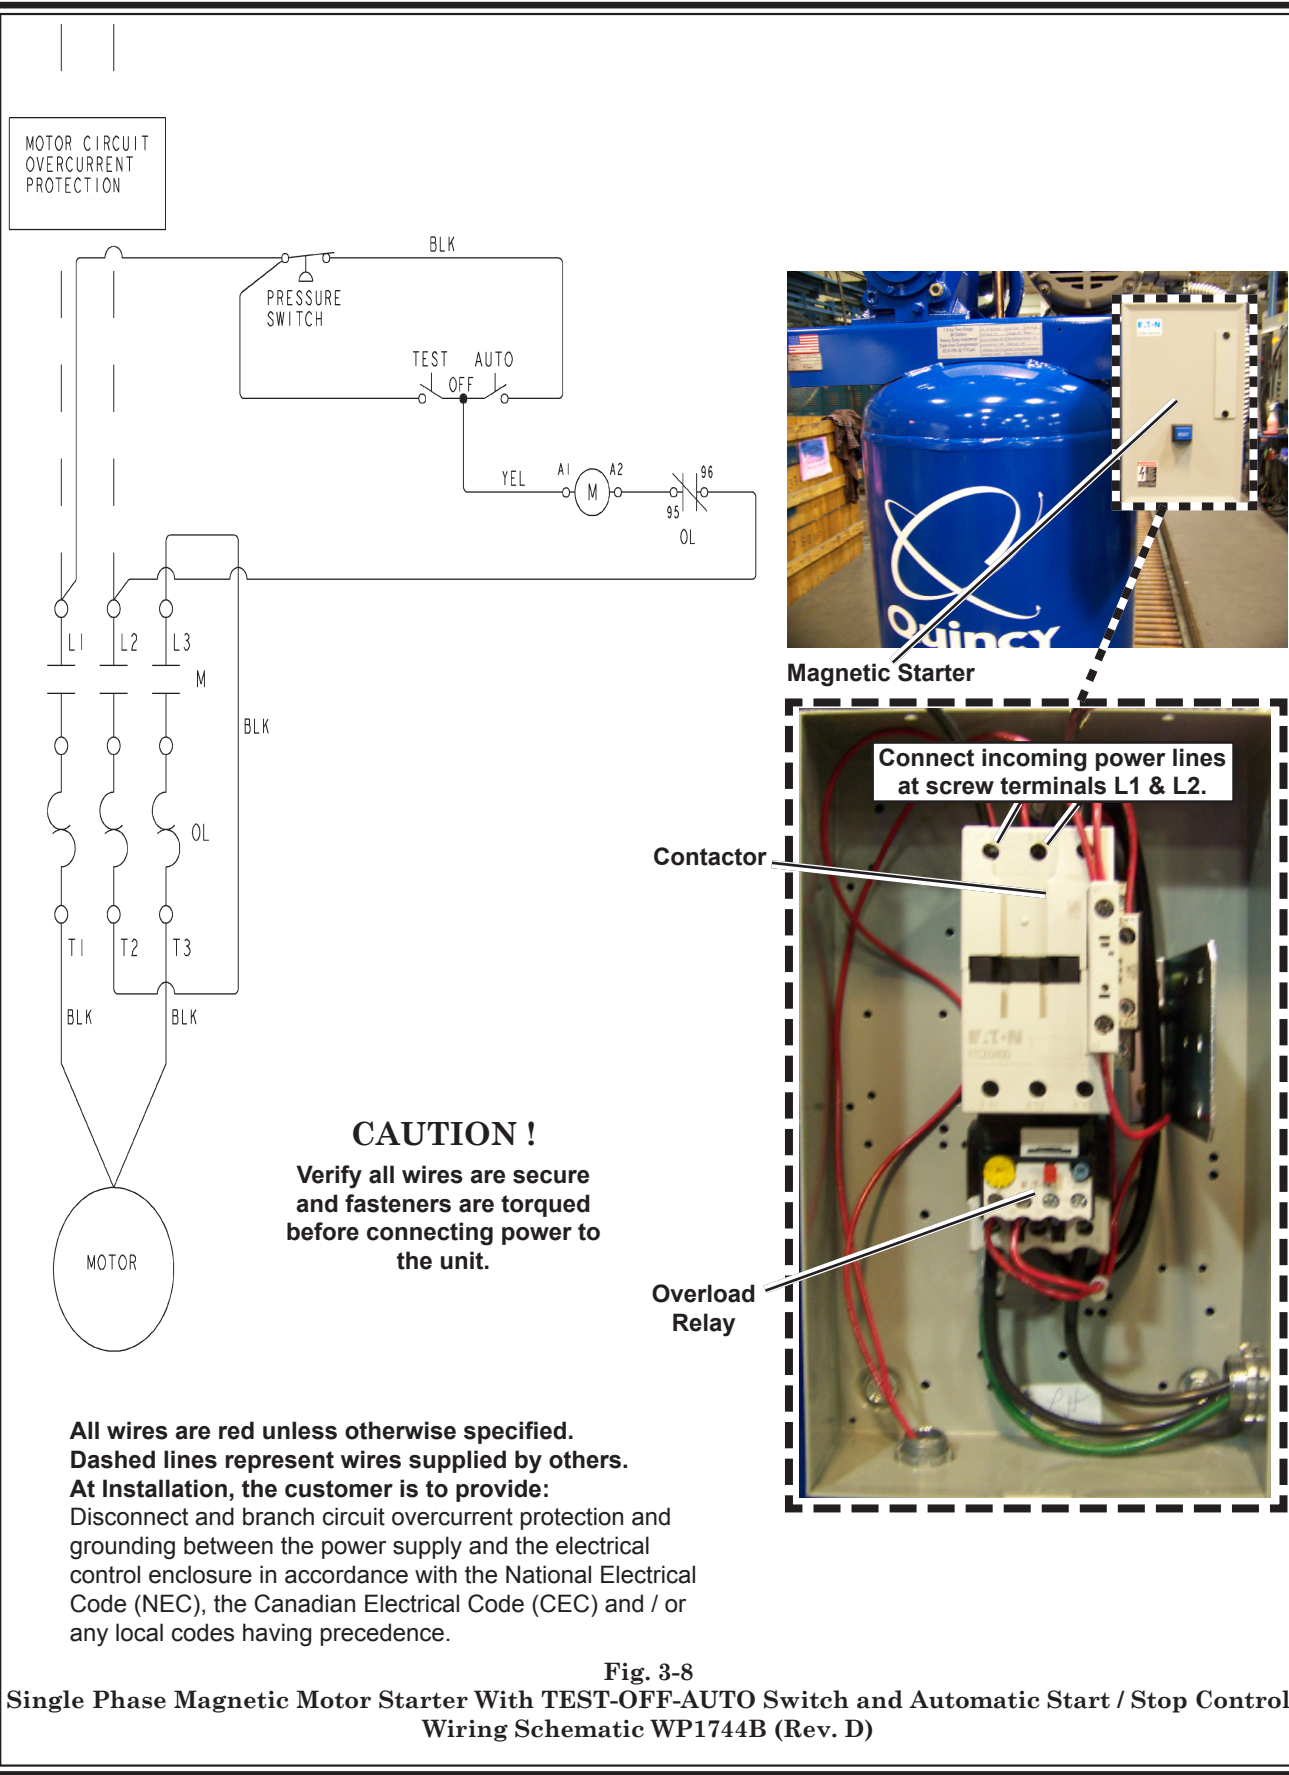 MOTOR CIRCUIT
OVERCURRENT
PROTECTION
BLK
PRESSURE
SWITCH
TEST
AUTO
OFF
YEL
A1
M
A2
95
96
OL
L1
L2
L3
M
BLK
OL
T1
T2
T3
BLK
BLK
MOTOR
Quincy
Magnetic Starter
Connect incoming power lines
at screw terminals L1 & L2.
Contactor
EATON
Overload
Relay
CAUTION !
Verify all wires are secure
and fasteners are torqued
before connecting power to
the unit.
All wires are red unless otherwise specified.
Dashed lines represent wires supplied by others.
At Installation, the customer is to provide:
Disconnect and branch circuit overcurrent protection and
grounding between the power supply and the electrical
control enclosure in accordance with the National Electrical
Code (NEC), the Canadian Electrical Code (CEC) and / or
any local codes having precedence.
Fig. 3-8
Single Phase Magnetic Motor Starter With TEST-OFF-AUTO Switch and Automatic Start / Stop Control
Wiring Schematic WP1744B (Rev. D)